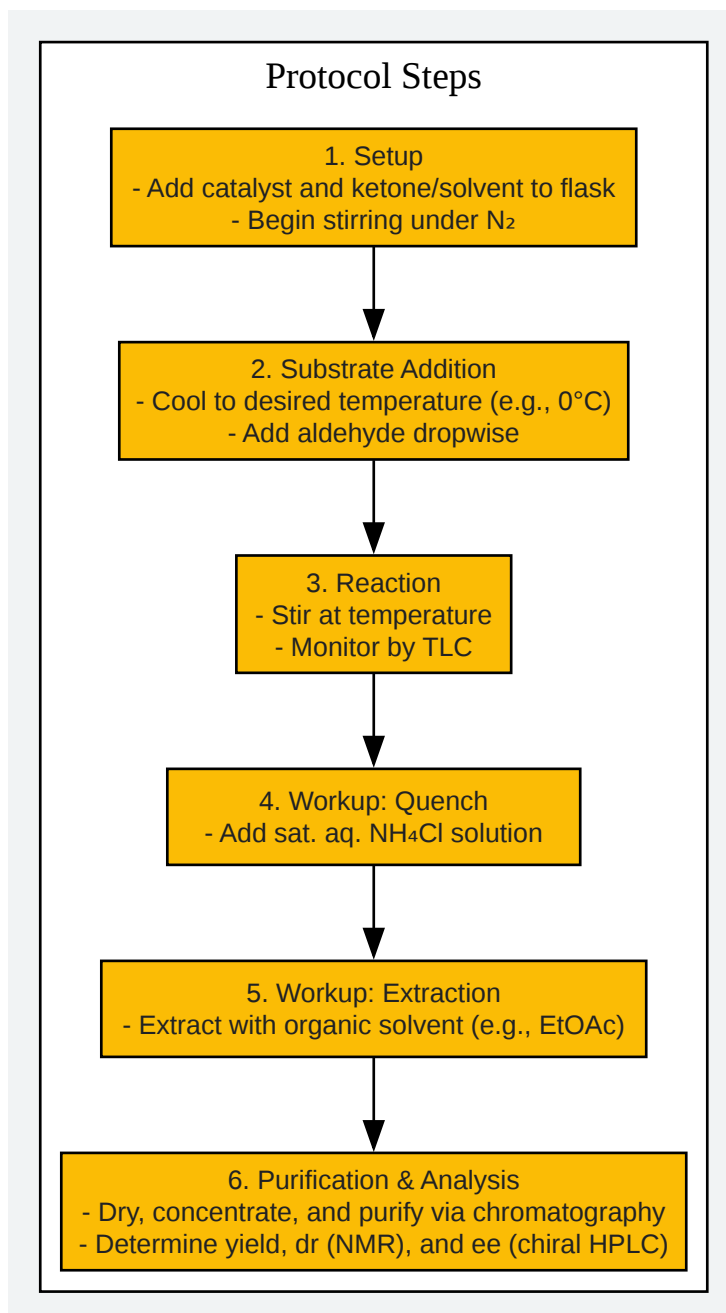 Protocol Steps
1. Setup
- Add catalyst and ketone/solvent to flask
- Begin stirring under N₂
2. Substrate Addition
- Cool to desired temperature (e.g., 0°C)
- Add aldehyde dropwise
3. Reaction
- Stir at temperature
- Monitor by TLC
4. Workup: Quench
- Add sat. aq. NH₄Cl solution
5. Workup: Extraction
- Extract with organic solvent (e.g., EtOAc)
6. Purification & Analysis
- Dry, concentrate, and purify via chromatography
- Determine yield, dr (NMR), and ee (chiral HPLC)